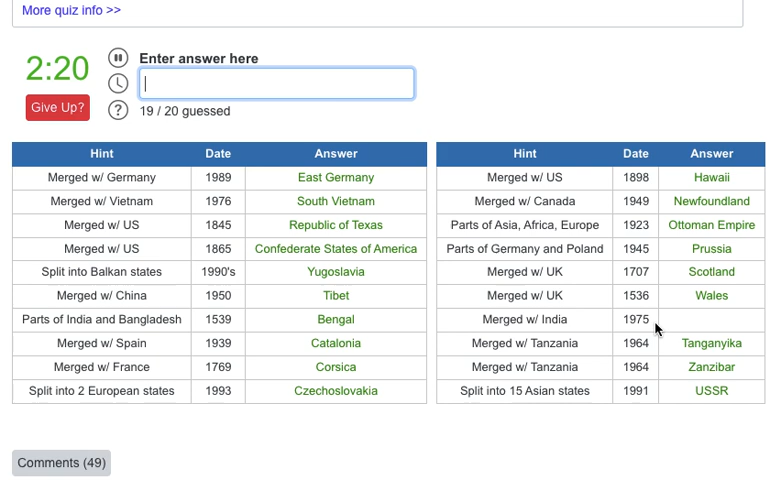 More quiz info >>
2:20
Enter answer here
Give Up?
19 / 20 guessed
Hint Date Answer
Merged w/ Germany 1989 East Germany
Merged w/ Vietnam 1976 South Vietnam
Merged w/ US 1845 Republic of Texas
Merged w/ US 1865 Confederate States of America
Split into Balkan states 1990's Yugoslavia
Merged w/ China 1950 Tibet
Parts of India and Bangladesh 1539 Bengal
Merged w/ Spain 1939 Catalonia
Merged w/ France 1769 Corsica
Split into 2 European states 1993 Czechoslovakia
Hint Date Answer
Merged w/ US 1898 Hawaii
Merged w/ Canada 1949 Newfoundland
Parts of Asia, Africa, Europe 1923 Ottoman Empire
Parts of Germany and Poland 1945 Prussia
Merged w/ UK 1707 Scotland
Merged w/ UK 1536 Wales
Merged w/ India 1975
Merged w/ Tanzania 1964 Tanganyika
Merged w/ Tanzania 1964 Zanzibar
Split into 15 Asian states 1991 USSR
Comments (49)